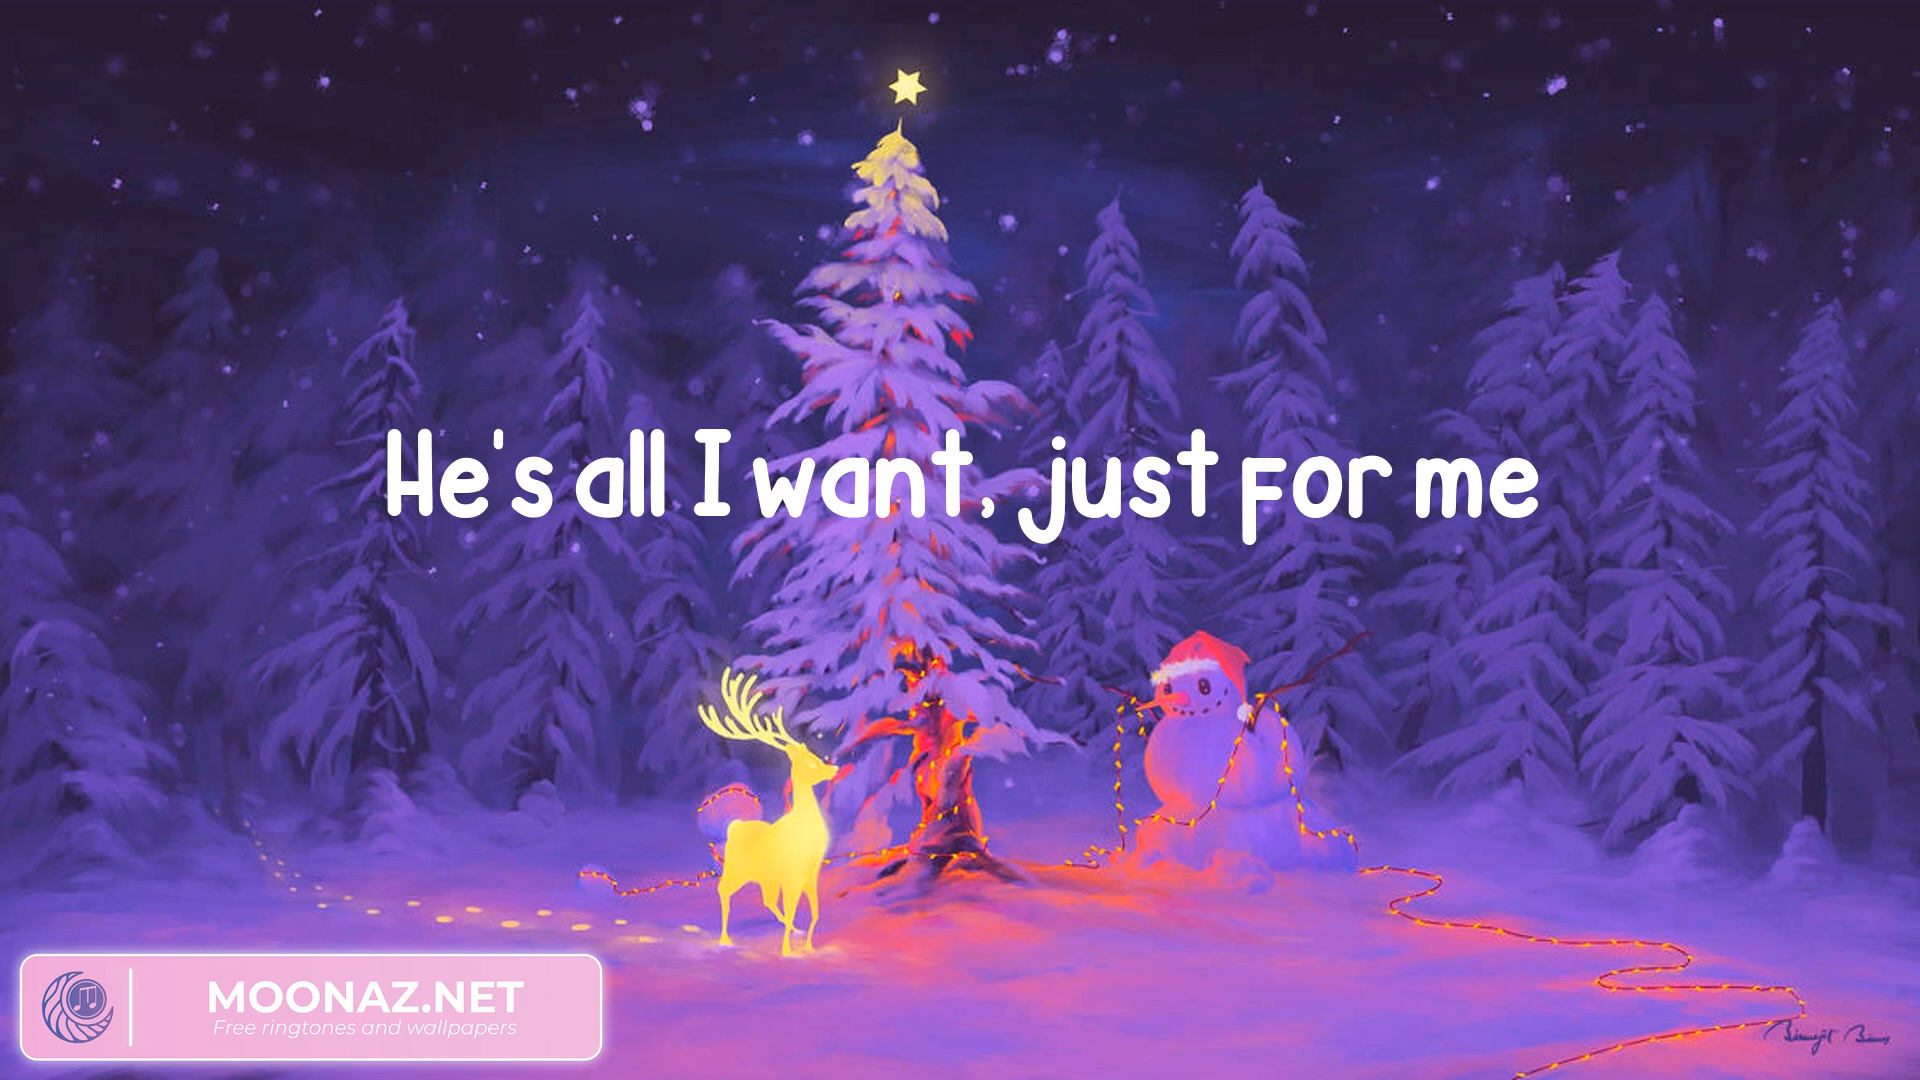 He's all I want, just for me
MOONAZ.NET
Free ringtones and wallpapers